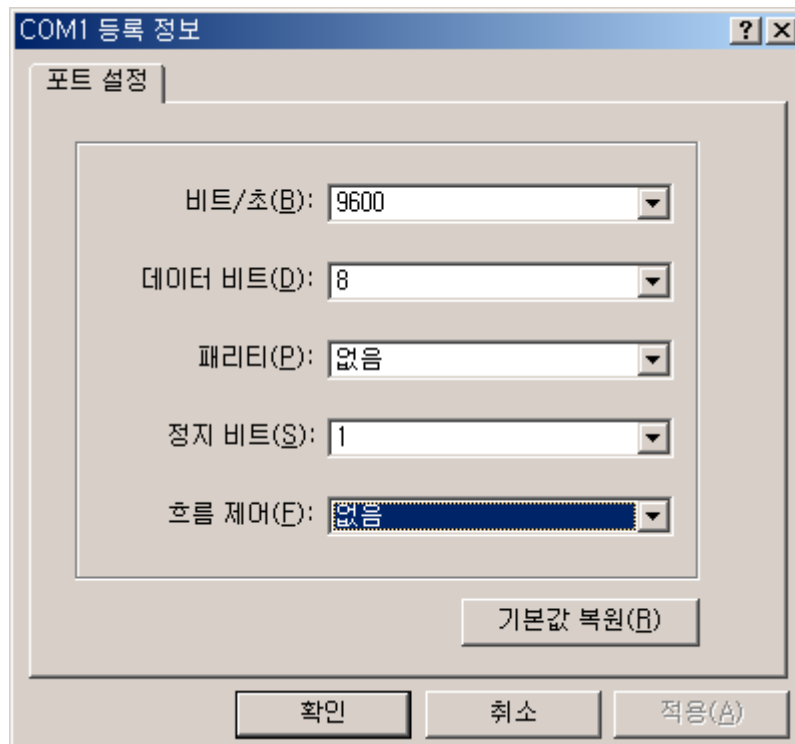 COM1 등록 정보
포트 설정
비트/초(B): 9600
데이터 비트(D): 8
패리티(P): 없음
정지 비트(S): 1
흐름 제어(F): 없음
기본값 복원(R)
확인 취소 적용(A)